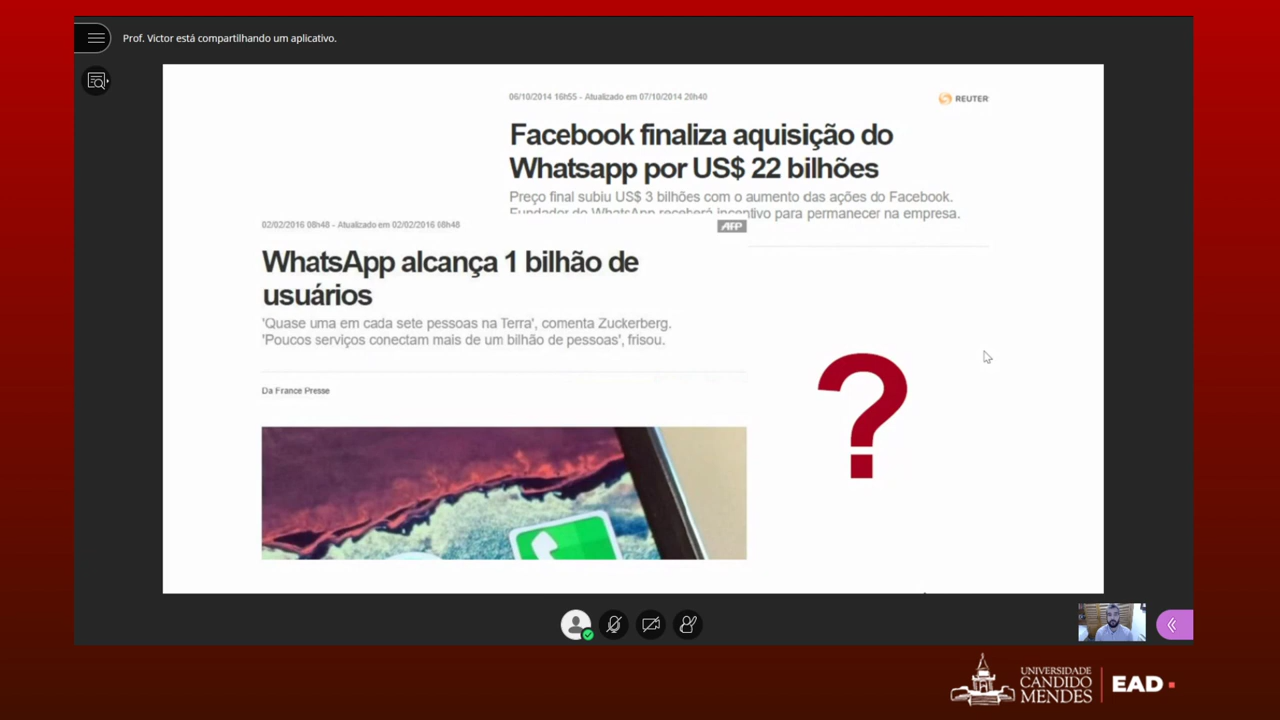 Prof. Victor está compartilhando um aplicativo.
06/10/2014 16h55 - Atualizado em 07/10/2014 20h40
REUTER
Facebook finaliza aquisição do
Whatsapp por US$ 22 bilhões
Preço final subiu US$ 3 bilhões com o aumento das ações do Facebook.
Fundador do WhatsApp receberá incentivo para permanecer na empresa.
02/02/2016 08h48 - Atualizado em 02/02/2016 08h48
AFP
WhatsApp alcança 1 bilhão de
usuários
'Quase uma em cada sete pessoas na Terra', comenta Zuckerberg.
'Poucos serviços conectam mais de um bilhão de pessoas', frisou.
Da France Presse
?
UNIVERSIDADE
CANDIDO
MENDES
EAD